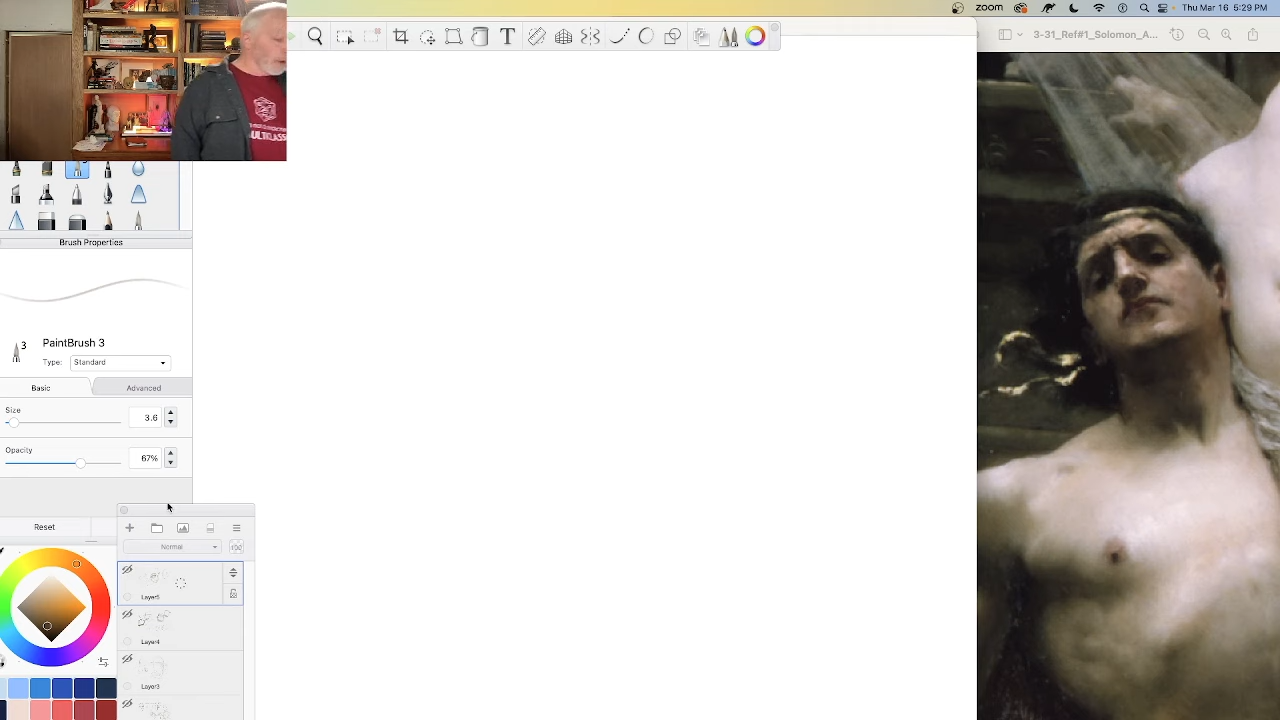 zoom
Thu Mar 16 5:29 PM
3-31_Ref#1_Solomon_A...
T
Brush Properties
3
PaintBrush 3
Type: Standard
Basic
Advanced
Size
3.6
Opacity
67%
Reset
Normal
100
Layer5
Layer4
Layer3